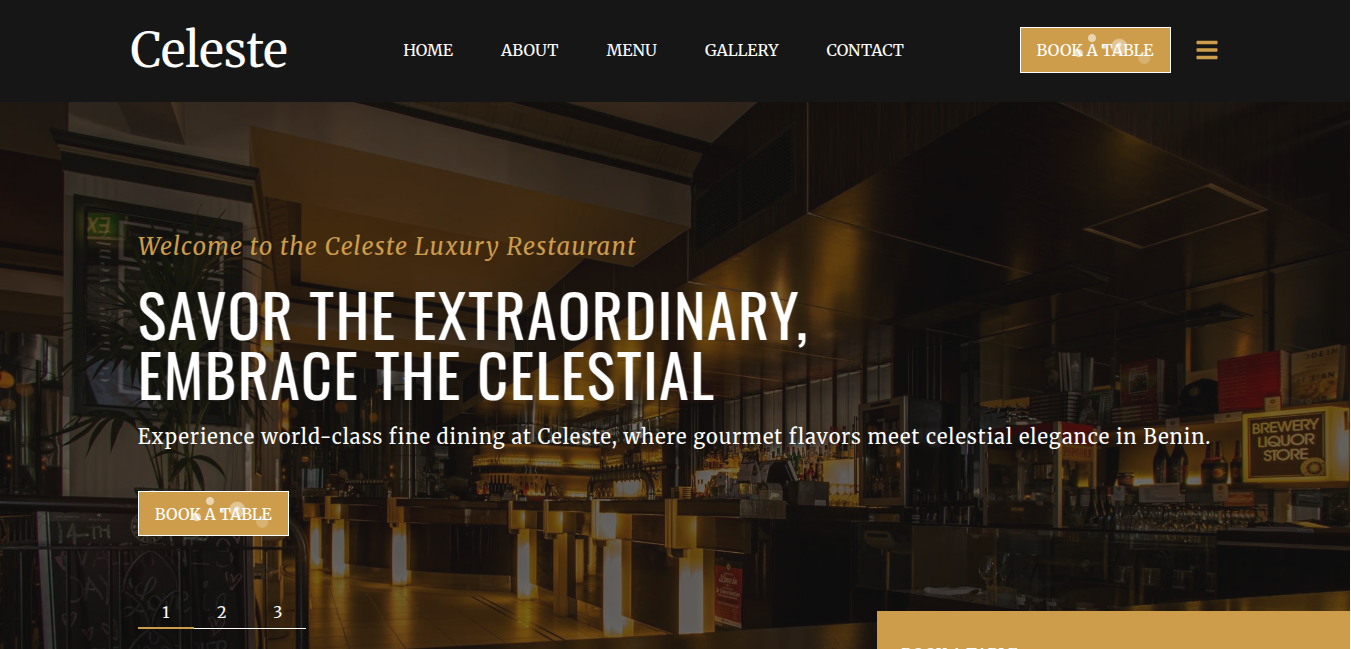 Celeste
HOME
ABOUT
MENU
GALLERY
CONTACT
BOOK A TABLE
Welcome to the Celeste Luxury Restaurant
SAVOR THE EXTRAORDINARY,
EMBRACE THE CELESTIAL
Experience world-class fine dining at Celeste, where gourmet flavors meet celestial elegance in Benin.
BREWERY
LIQUOR
STORE
BOOK A TABLE
1 2 3